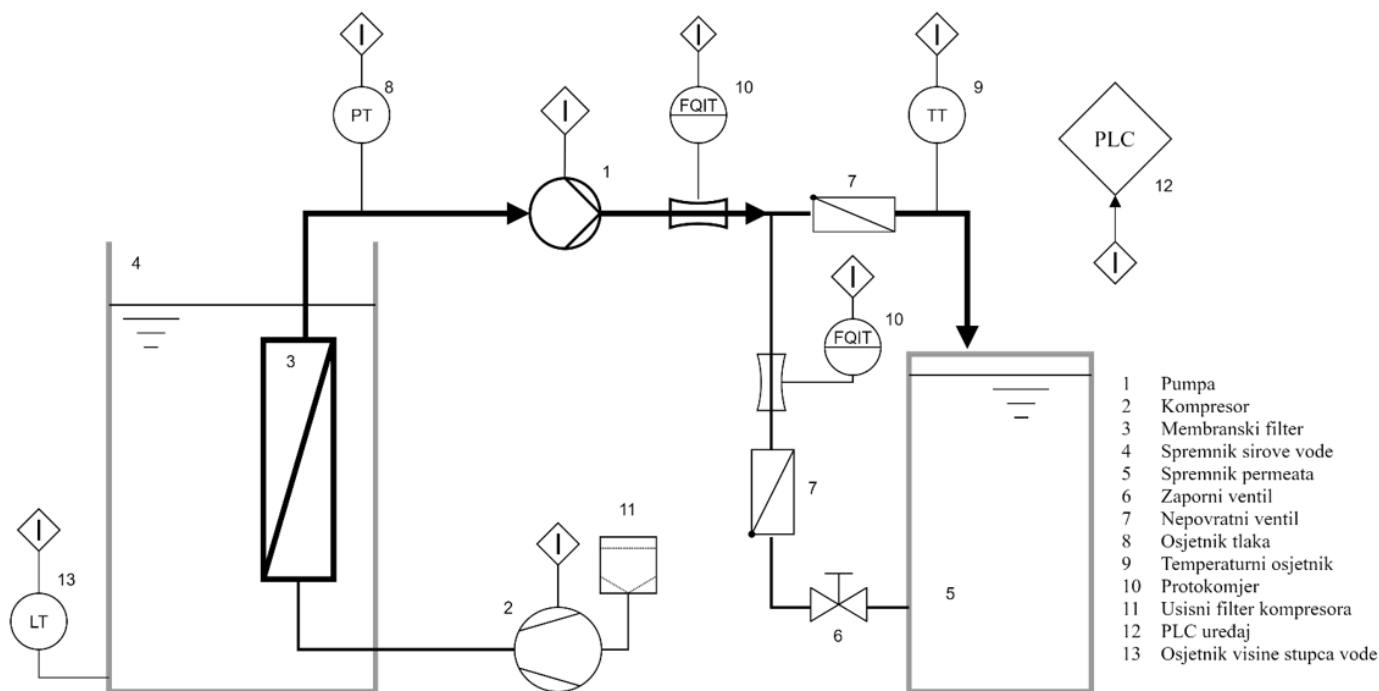 I
I
I
I
8
10
9
PT
I
FQIT
TT
PLC
1
7
12
4
I
I
10
FQIT
3
1 Pumpa
2 Kompresor
3 Membranski filter
4 Spremnik sirove vode
5 Spremnik permeata
6 Zaporni ventil
7 Nepovratni ventil
8 Osjetnik tlaka
9 Temperaturni osjetnik
10 Protokomjer
11 Usisni filter kompresora
12 PLC uređaj
13 Osjetnik visine stupca vode
7
11
I
I
13
2
5
LT
6